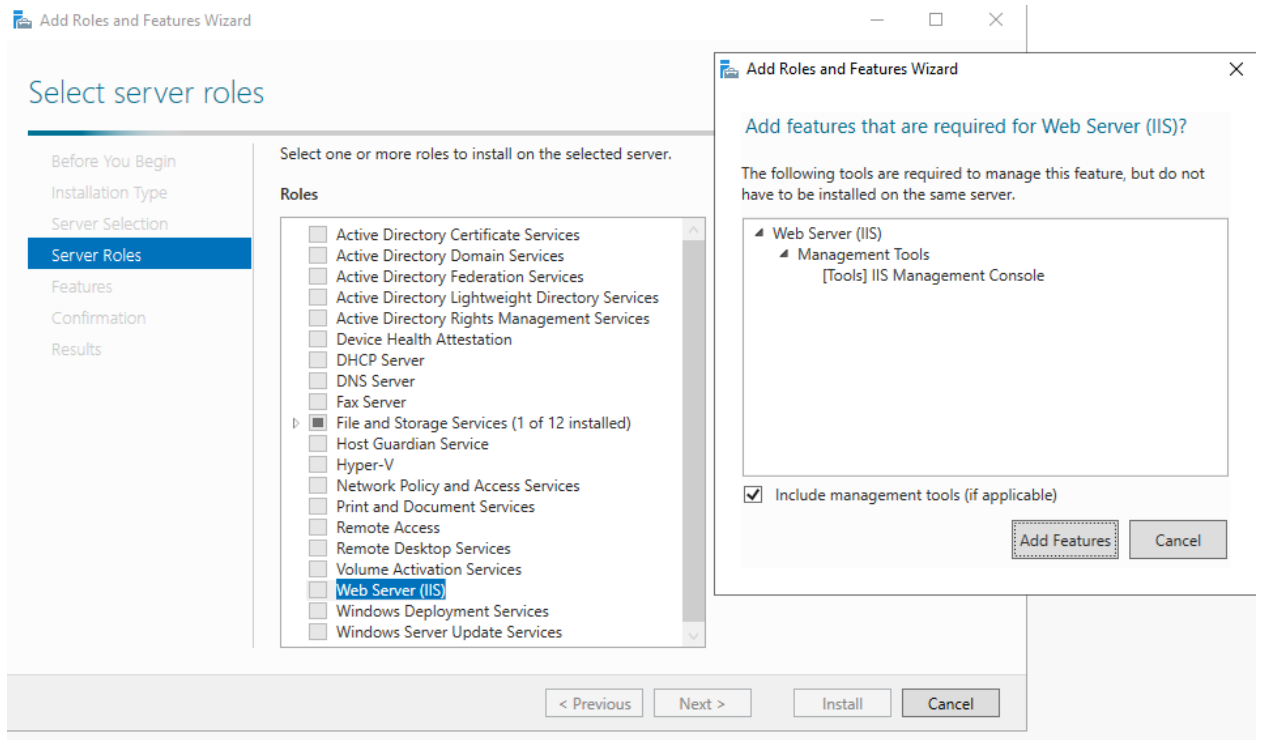 Add Roles and Features Wizard
Select server roles
Before You Begin
Installation Type
Server Selection
Server Roles
Features
Confirmation
Results
Select one or more roles to install on the selected server.
Roles
Active Directory Certificate Services
Active Directory Domain Services
Active Directory Federation Services
Active Directory Lightweight Directory Services
Active Directory Rights Management Services
Device Health Attestation
DHCP Server
DNS Server
Fax Server
File and Storage Services (1 of 12 installed)
Host Guardian Service
Hyper-V
Network Policy and Access Services
Print and Document Services
Remote Access
Remote Desktop Services
Volume Activation Services
Web Server (IIS)
Windows Deployment Services
Windows Server Update Services
< Previous
Next >
Install
Cancel
Add Roles and Features Wizard
Add features that are required for Web Server (IIS)?
The following tools are required to manage this feature, but do not
have to be installed on the same server.
Web Server (IIS)
Management Tools
[Tools] IIS Management Console
Include management tools (if applicable)
Add Features
Cancel